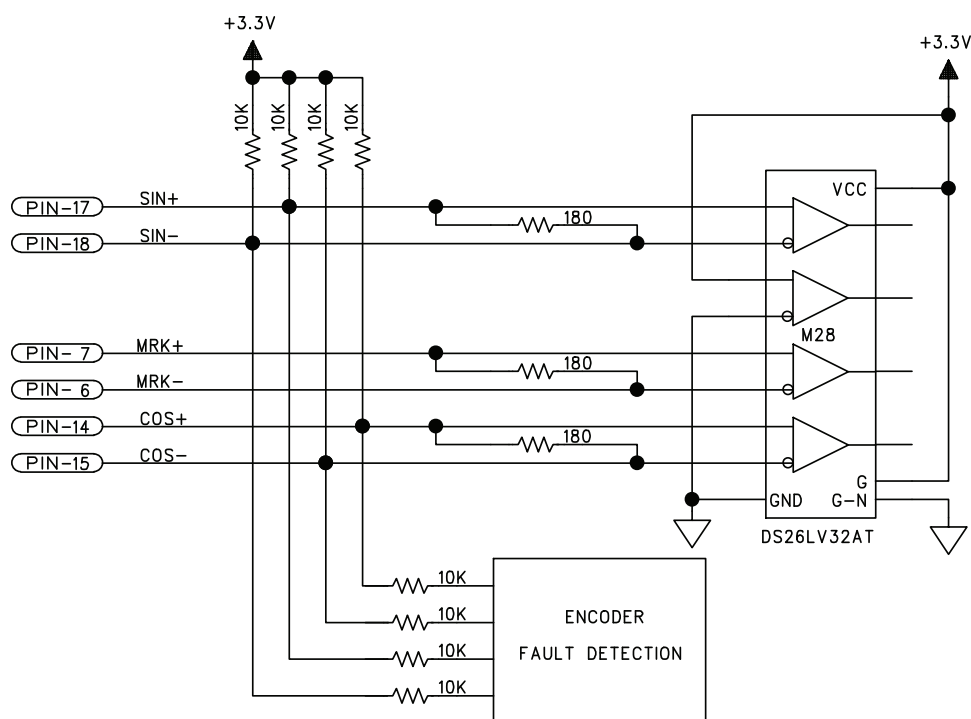 +3.3V
+3.3V
10K
10K
10K
10K
PIN-17
SIN+
180
VCC
PIN-18
SIN-
M28
PIN- 7
MRK+
180
PIN- 6
MRK-
PIN-14
COS+
180
PIN-15
COS-
G
GND
G-N
DS26LV32AT
10K
10K
10K
10K
ENCODER
FAULT DETECTION